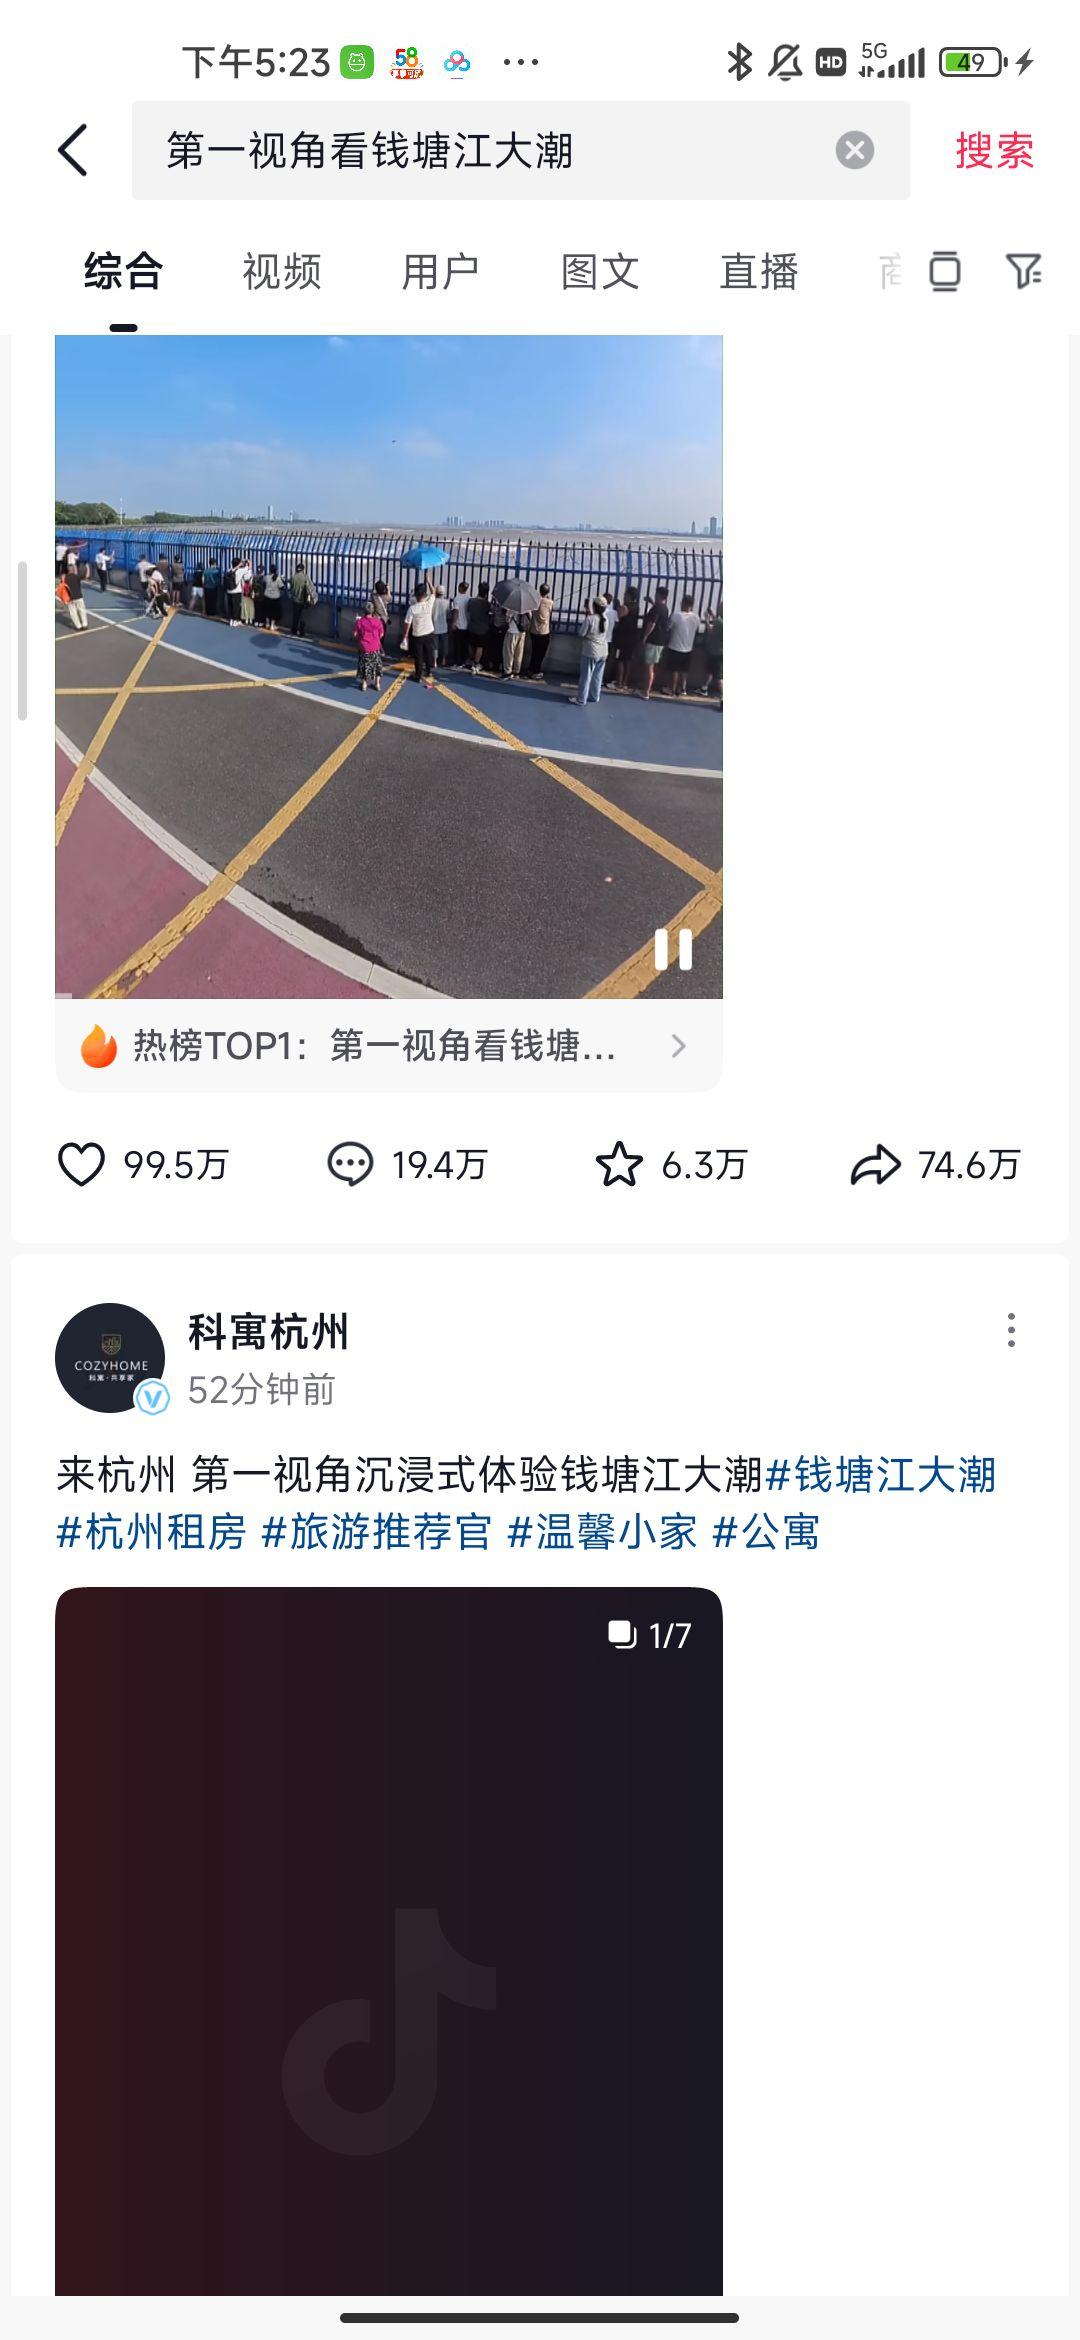 下午5:23
58
HD 5G 49
第一视角看钱塘江大潮
搜索
综合 视频 用户 图文 直播
热榜TOP1：第一视角看钱塘...
99.5万 19.4万 6.3万 74.6万
COZYHOME
科寓·共享家
科寓杭州
52分钟前
来杭州 第一视角沉浸式体验钱塘江大潮#钱塘江大潮
#杭州租房 #旅游推荐官 #温馨小家 #公寓
1/7